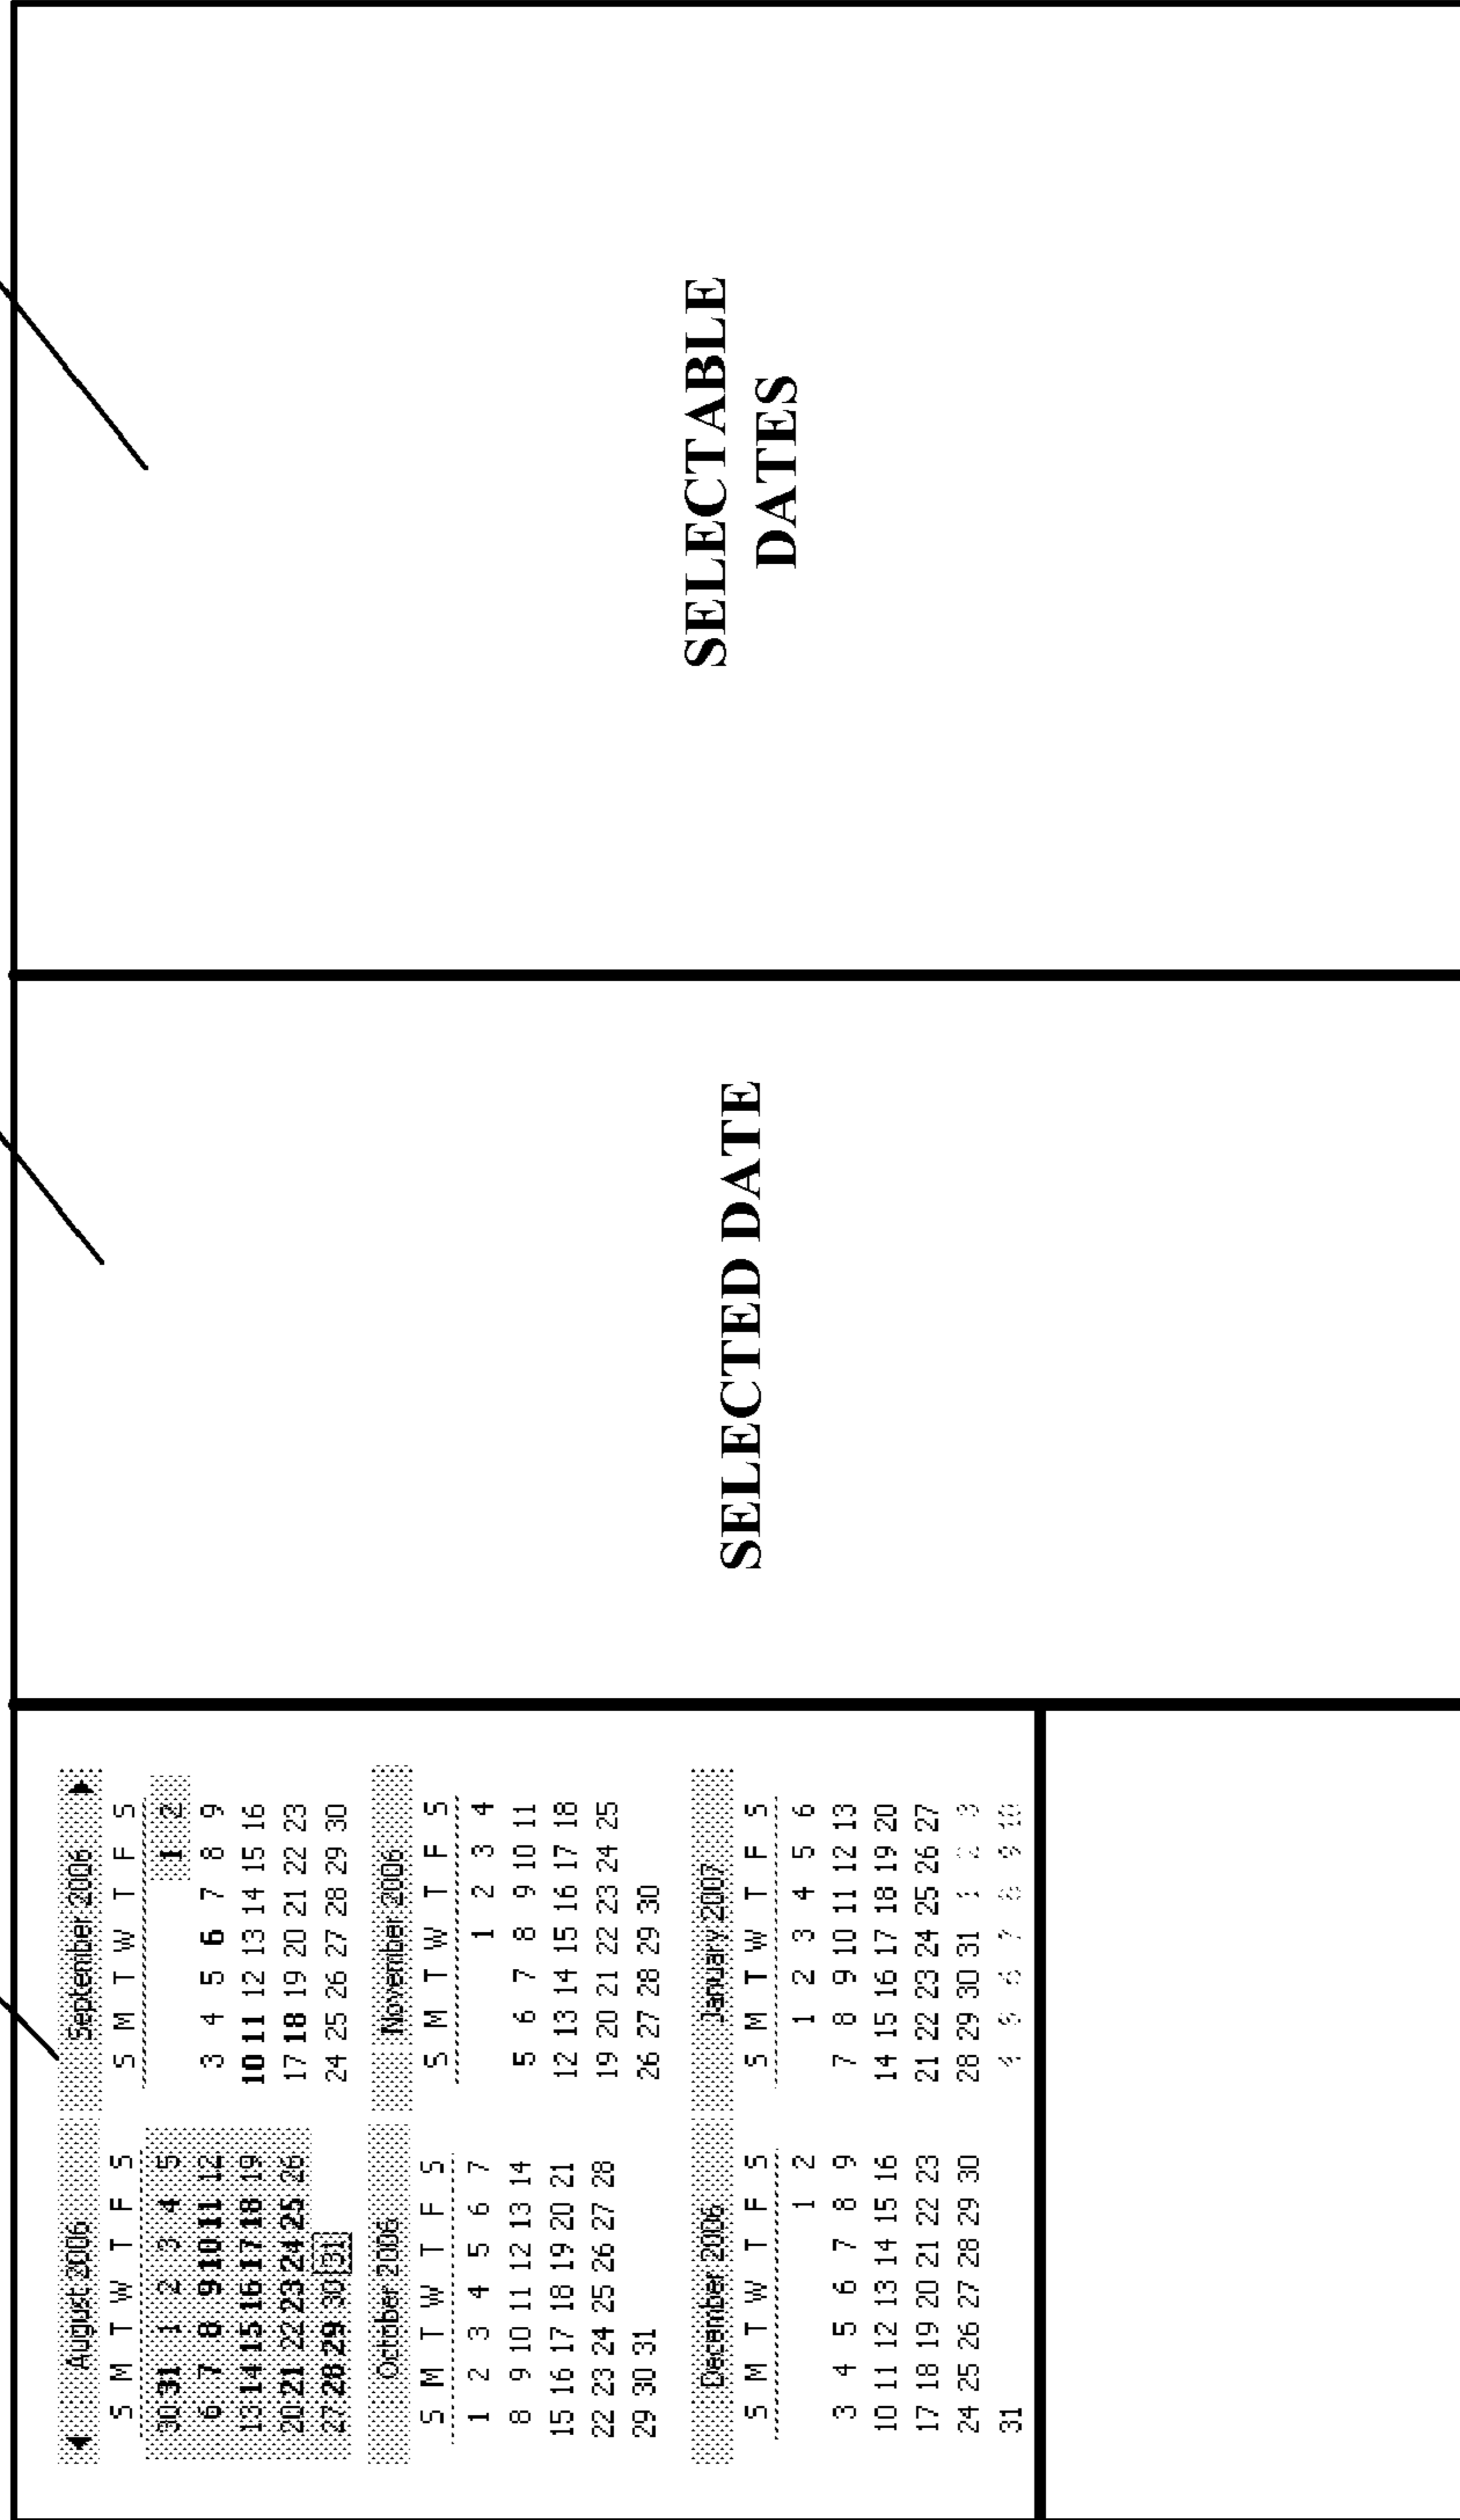 August 2006 September 2006
S M T W T F S S M T W T F S
30 31 1 2 3 4 5 1 2
6 7 8 9 10 11 12 3 4 5 6 7 8 9
13 14 15 16 17 18 19 10 11 12 13 14 15 16
20 21 22 23 24 25 26 17 18 19 20 21 22 23
27 28 29 30 31 24 25 26 27 28 29 30
October 2006 November 2006
S M T W T F S S M T W T F S
1 2 3 4 5 6 7 1 2 3 4
8 9 10 11 12 13 14 5 6 7 8 9 10 11
15 16 17 18 19 20 21 12 13 14 15 16 17 18
22 23 24 25 26 27 28 19 20 21 22 23 24 25
29 30 31 26 27 28 29 30
December 2006 January 2007
S M T W T F S S M T W T F S
1 2 1 2 3 4 5 6
3 4 5 6 7 8 9 7 8 9 10 11 12 13
10 11 12 13 14 15 16 14 15 16 17 18 19 20
17 18 19 20 21 22 23 21 22 23 24 25 26 27
24 25 26 27 28 29 30 28 29 30 31 1 2 3
31 4 5 6 7 8 9 10
SELECTED DATE
SELECTABLE
DATES